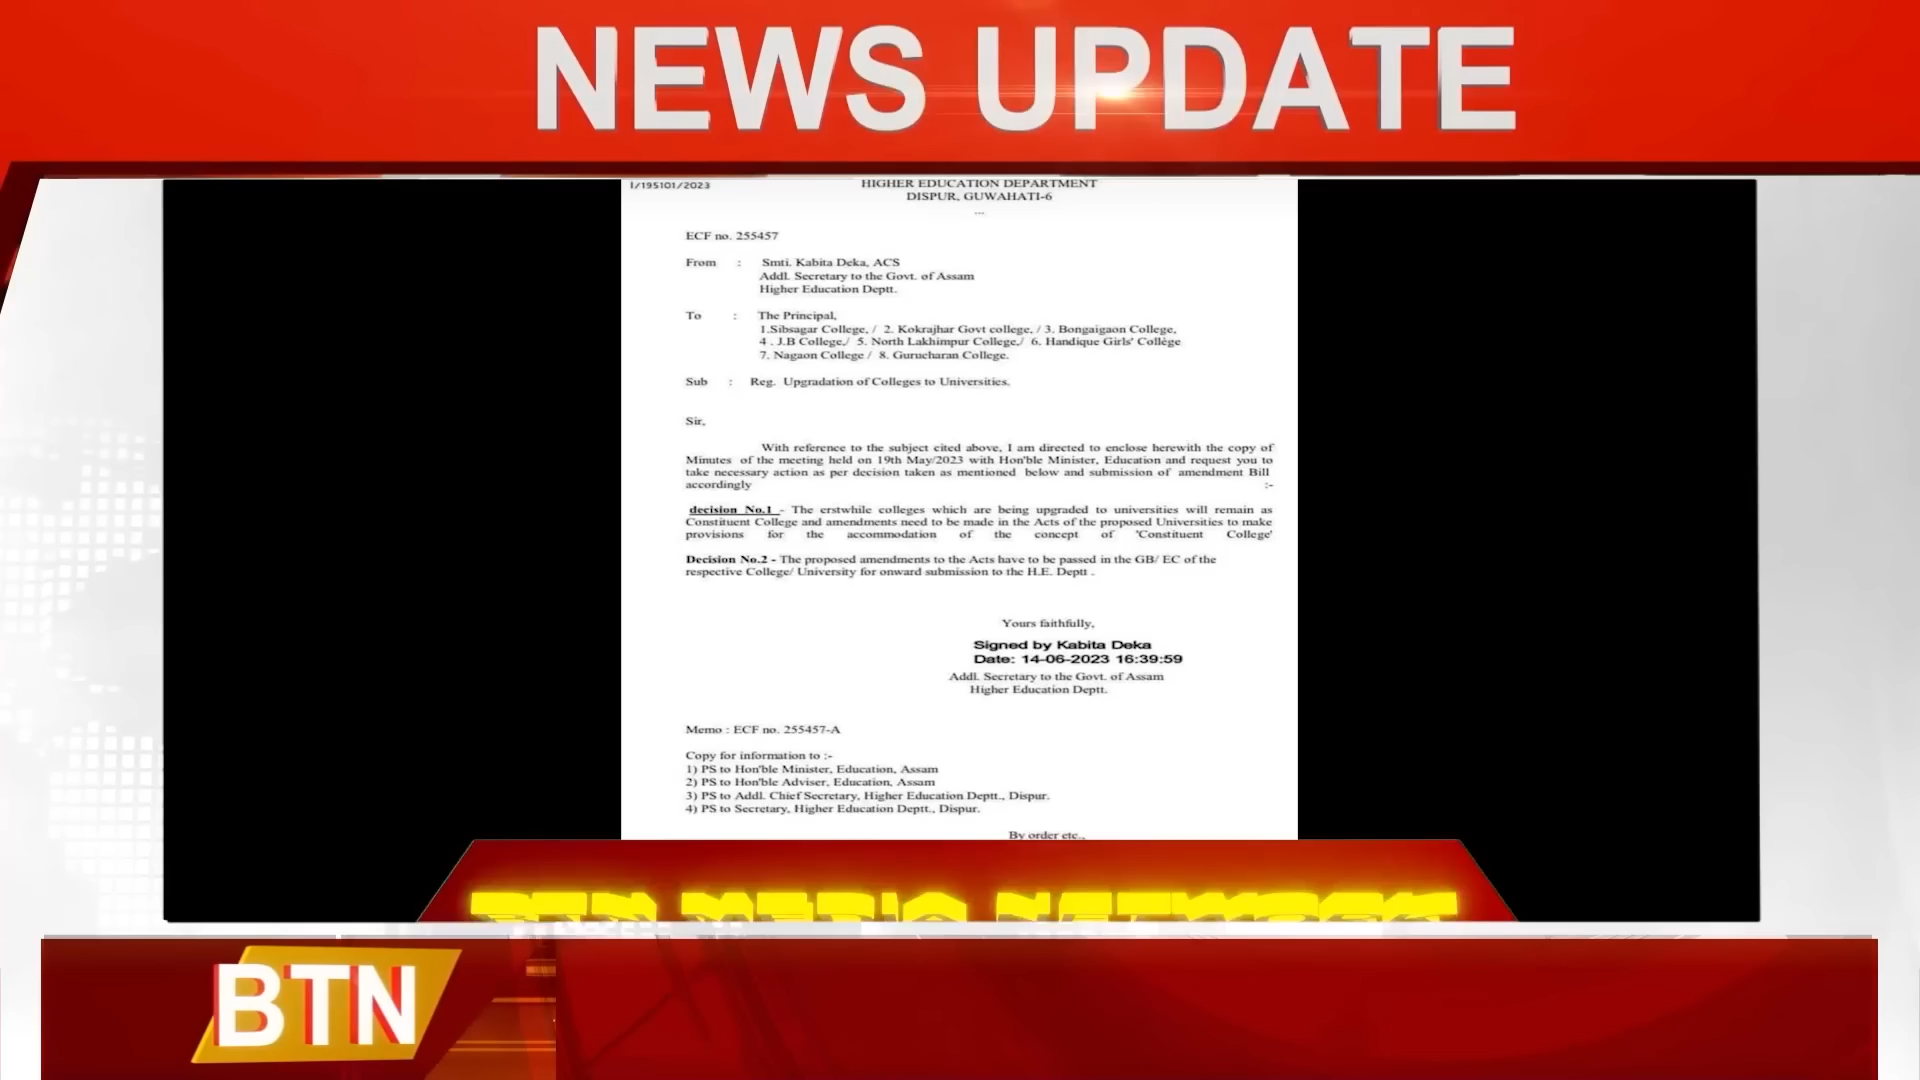 NEWS UPDATE
I/195101/2023
HIGHER EDUCATION DEPARTMENT
DISPUR, GUWAHATI-6
...
ECF no. 255457
From : Smti. Kabita Deka, ACS
Addl. Secretary to the Govt. of Assam
Higher Education Deptt.
To : The Principal,
1.Sibsagar College, / 2. Kokrajhar Govt college, / 3. Bongaigaon College,
4 . J.B College,/ 5. North Lakhimpur College,/ 6. Handique Girls' Collège
7. Nagaon College / 8. Gurucharan College.
Sub : Reg. Upgradation of Colleges to Universities.
Sir,
With reference to the subject cited above, I am directed to enclose herewith the copy of
Minutes of the meeting held on 19th May/2023 with Hon'ble Minister, Education and request you to
take necessary action as per decision taken as mentioned below and submission of amendment Bill
accordingly :-
decision No.1 - The erstwhile colleges which are being upgraded to universities will remain as
Constituent College and amendments need to be made in the Acts of the proposed Universities to make
provisions for the accommodation of the concept of 'Constituent College'
Decision No.2 - The proposed amendments to the Acts have to be passed in the GB/ EC of the
respective College/ University for onward submission to the H.E. Deptt .
Yours faithfully,
Signed by Kabita Deka
Date: 14-06-2023 16:39:59
Addl. Secretary to the Govt. of Assam
Higher Education Deptt.
Memo : ECF no. 255457-A
Copy for information to :-
1) PS to Hon'ble Minister, Education, Assam
2) PS to Hon'ble Adviser, Education, Assam
3) PS to Addl. Chief Secretary, Higher Education Deptt., Dispur.
4) PS to Secretary, Higher Education Deptt., Dispur.
By order etc.,
BTN MEDIA NETWORK
BTN